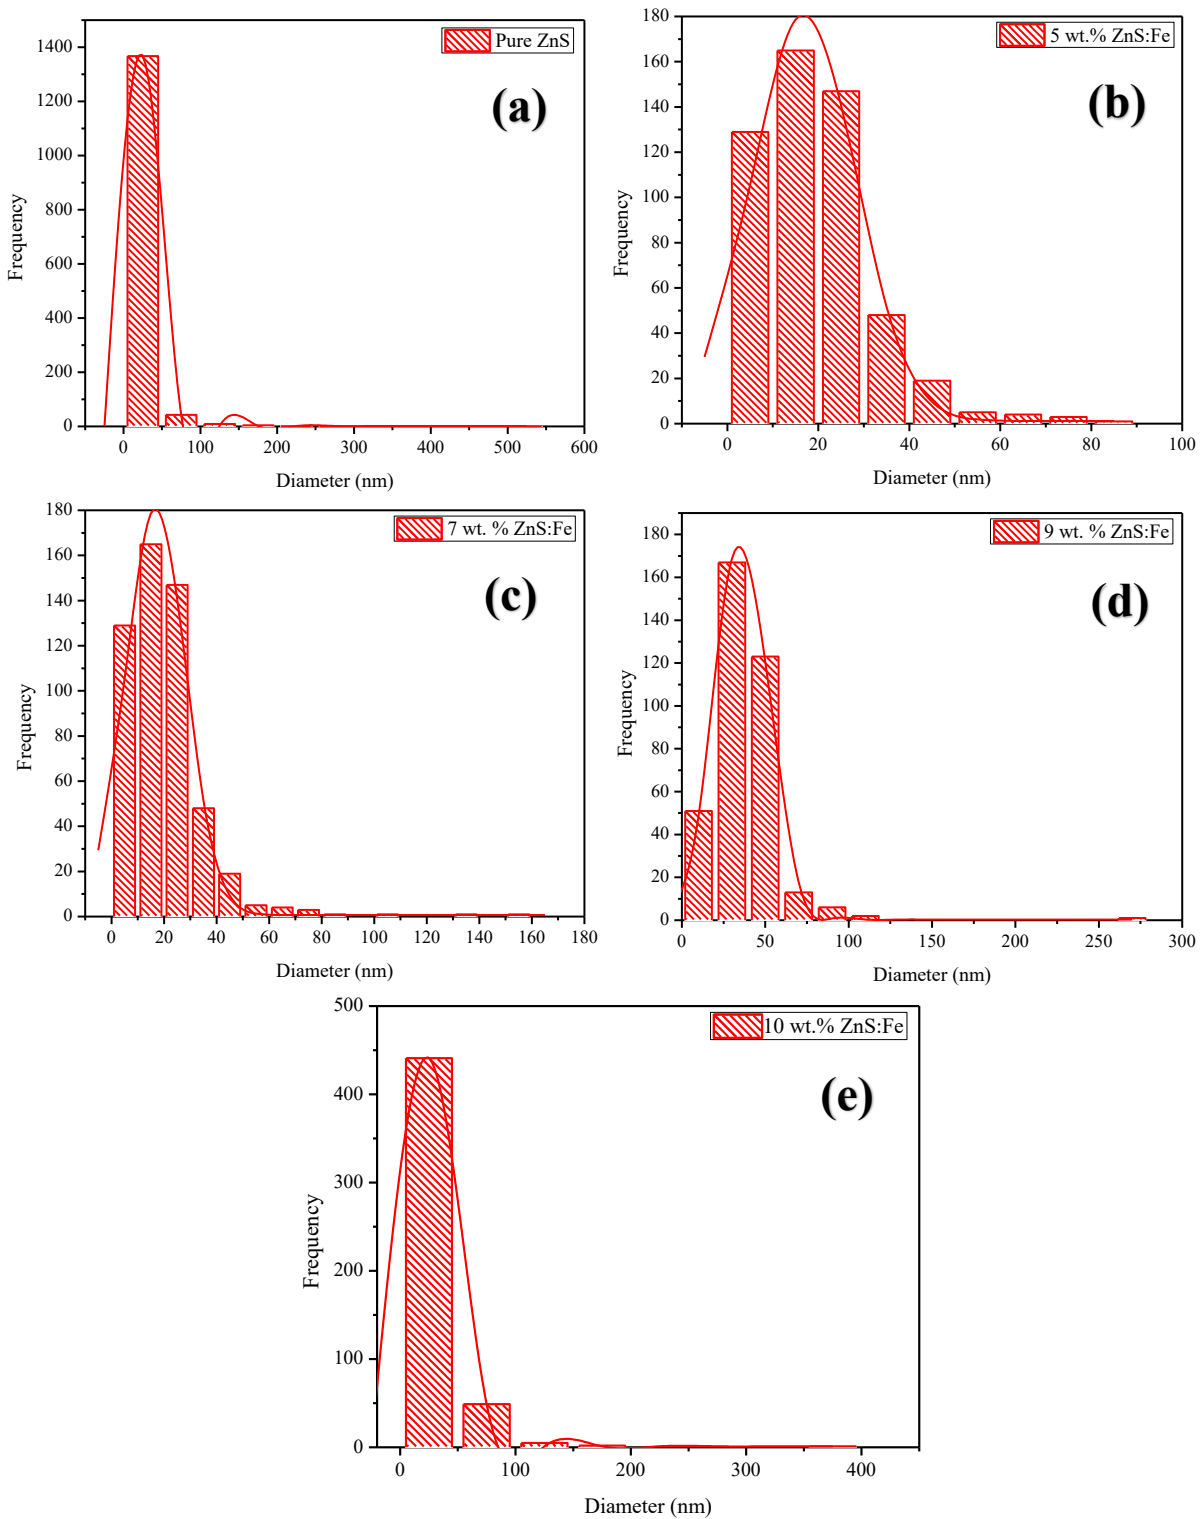 Pure ZnS
(a)
1400
1200
1000
800
600
400
200
0
Frequency
0 100 200 300 400 500 600
Diameter (nm)
5 wt.% ZnS:Fe
(b)
180
160
140
120
100
80
60
40
20
0
Frequency
0 20 40 60 80 100
Diameter (nm)
7 wt. % ZnS:Fe
(c)
180
160
140
120
100
80
60
40
20
0
Frequency
0 20 40 60 80 100 120 140 160 180
Diameter (nm)
9 wt. % ZnS:Fe
(d)
180
160
140
120
100
80
60
40
20
0
Frequency
0 50 100 150 200 250 300
Diameter (nm)
10 wt.% ZnS:Fe
(e)
500
400
300
200
100
0
Frequency
0 100 200 300 400
Diameter (nm)